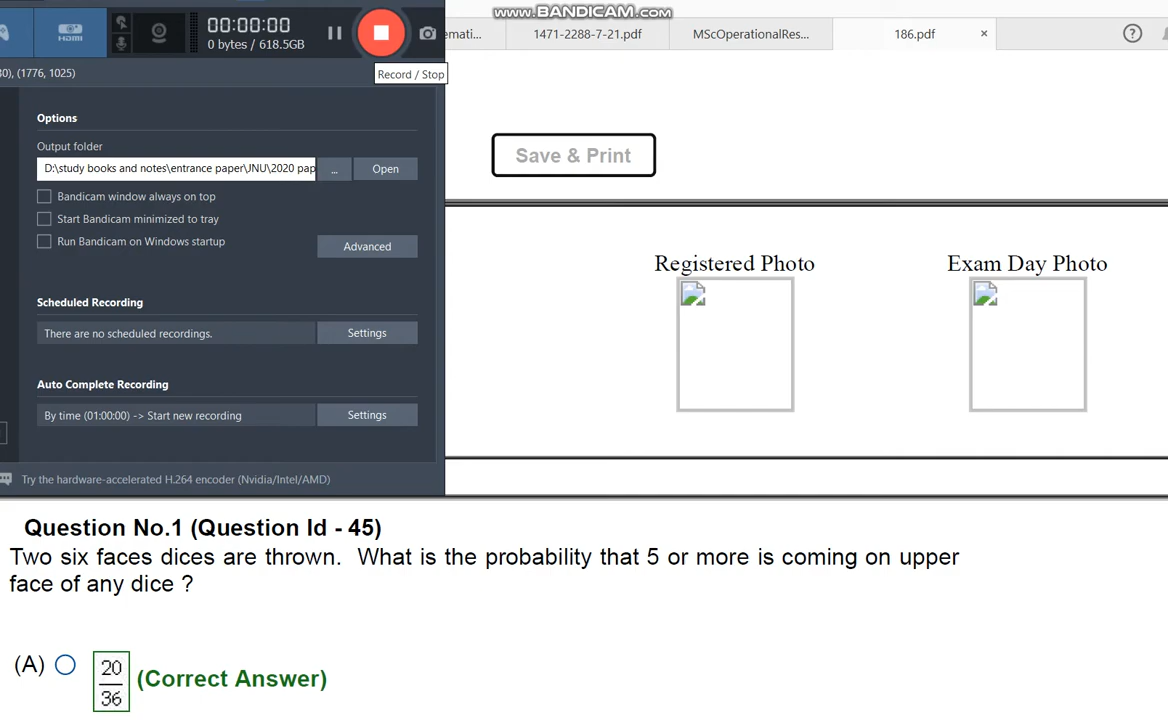 www.BANDICAM.com
HDMI
00:00:00
0 bytes / 618.5GB
1471-2288-7-21.pdf
MScOperationalRes...
186.pdf
×
?
(1776, 1025)
Record / Stop
Options
Output folder
D:\study books and notes\entrance paper\JNU\2020 pap
...
Open
Save & Print
Bandicam window always on top
Start Bandicam minimized to tray
Run Bandicam on Windows startup
Advanced
Registered Photo
Exam Day Photo
Scheduled Recording
There are no scheduled recordings.
Settings
Auto Complete Recording
By time (01:00:00) -> Start new recording
Settings
Try the hardware-accelerated H.264 encoder (Nvidia/Intel/AMD)
Question No.1 (Question Id - 45)
Two six faces dices are thrown. What is the probability that 5 or more is coming on upper
face of any dice ?
(A) 20/36 (Correct Answer)